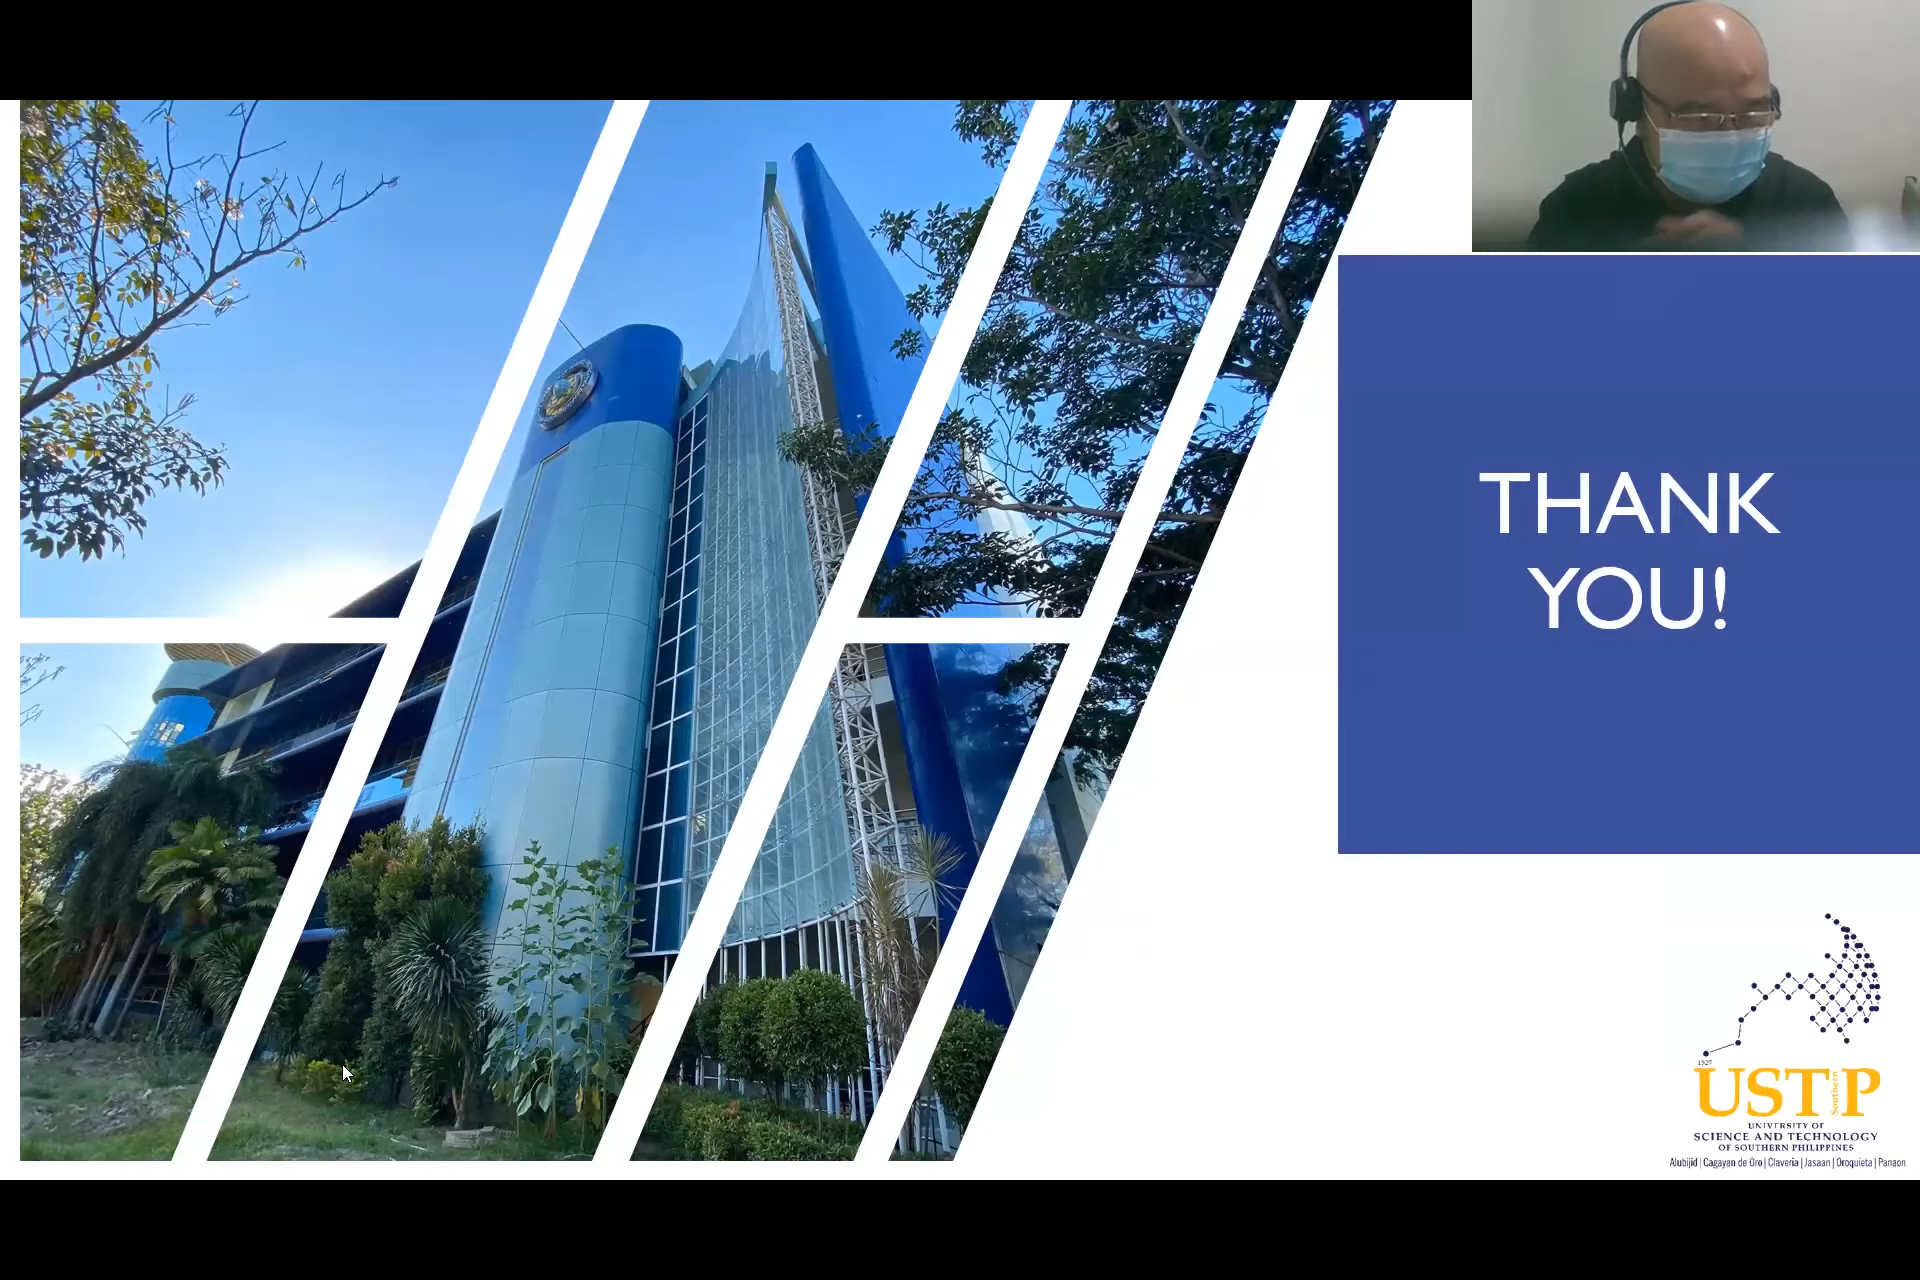 THANK
YOU!
1927
USTP
Southern
UNIVERSITY OF
SCIENCE AND TECHNOLOGY
OF SOUTHERN PHILIPPINES
Alubijid | Cagayan de Oro | Claveria | Jasaan | Oroquieta | Panaon